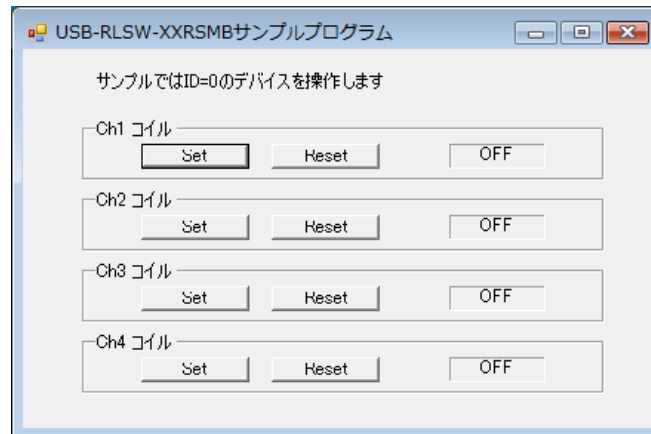 USB-RLSW-XXRSMBサンプルプログラム
サンプルではID=0のデバイスを操作します
Ch1 コイル
Set Reset OFF
Ch2 コイル
Set Reset OFF
Ch3 コイル
Set Reset OFF
Ch4 コイル
Set Reset OFF